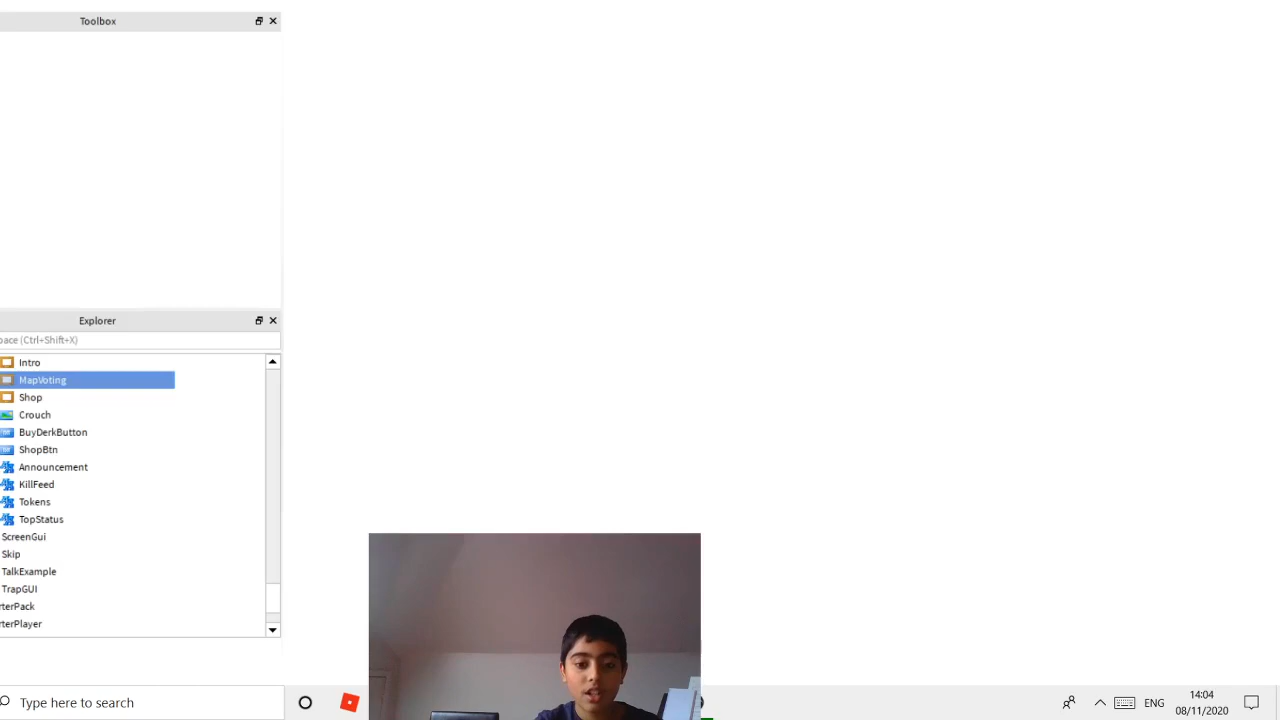 Toolbox
Explorer
pace (Ctrl+Shift+X)
Intro
MapVoting
Shop
Crouch
BuyDerkButton
ShopBtn
Announcement
KillFeed
Tokens
TopStatus
ScreenGui
Skip
TalkExample
TrapGUI
rterPack
rterPlayer
Type here to search
ENG
14:04
08/11/2020